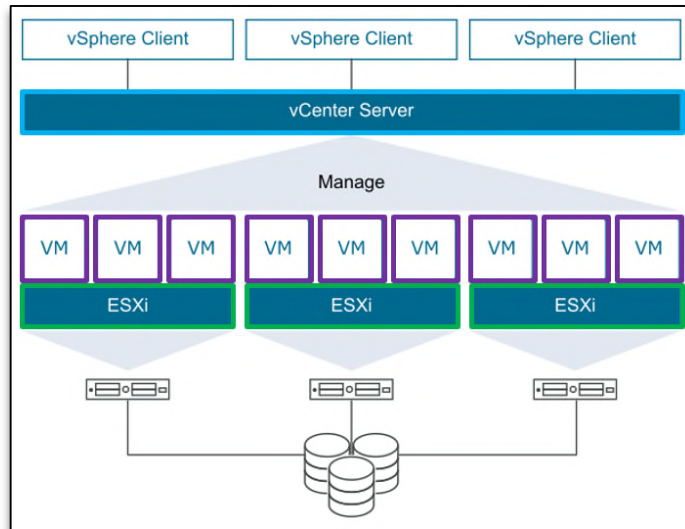 vSphere Client vSphere Client vSphere Client
vCenter Server
Manage
VM VM VM VM VM VM VM VM VM
ESXi ESXi ESXi